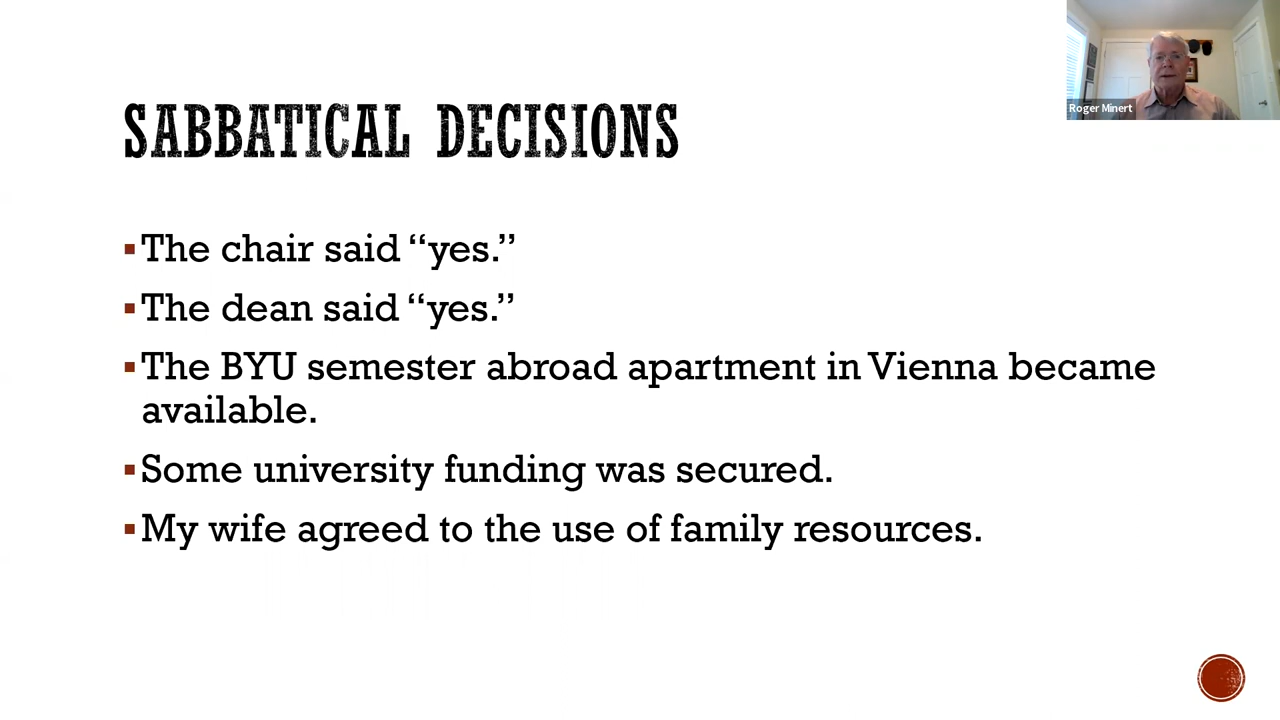 Roger Minert
SABBATICAL DECISIONS
▪The chair said “yes.”
▪The dean said “yes.”
▪The BYU semester abroad apartment in Vienna became
available.
▪Some university funding was secured.
▪My wife agreed to the use of family resources.